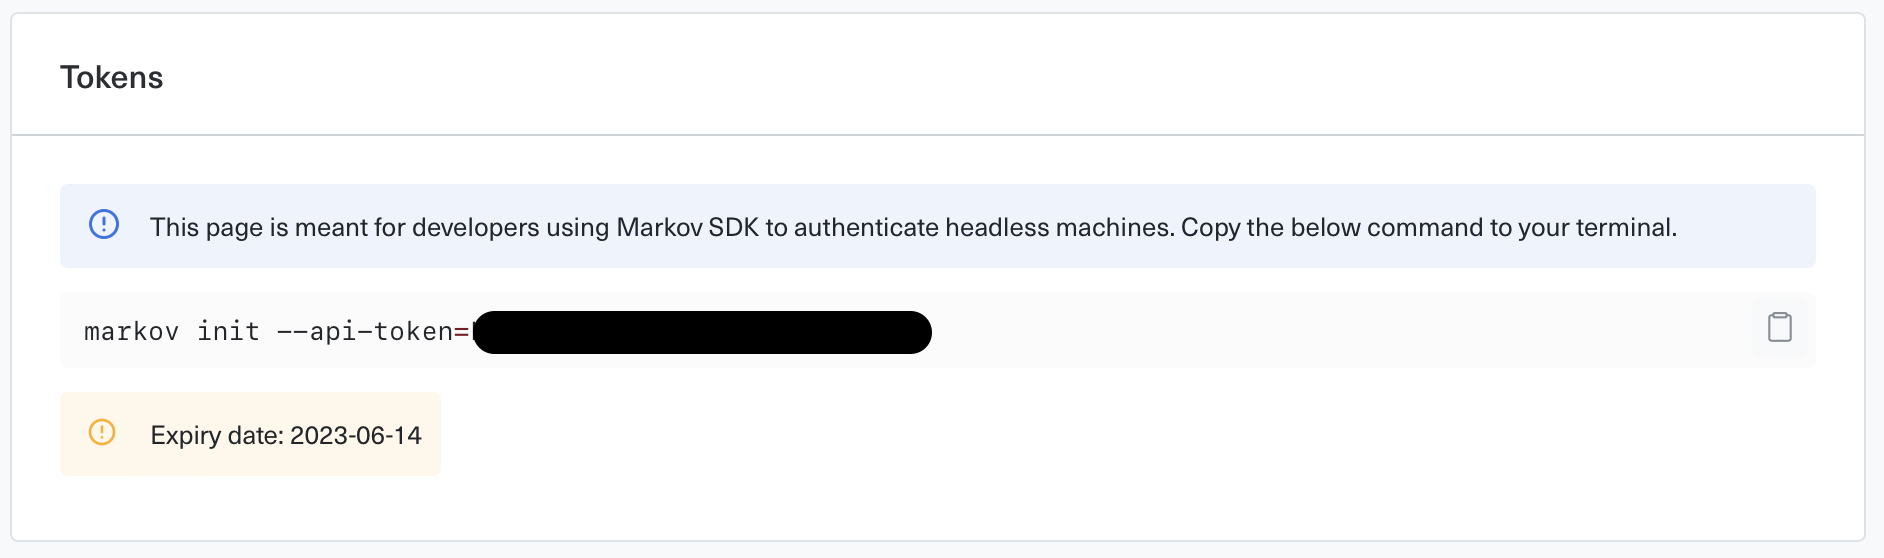 Tokens
This page is meant for developers using Markov SDK to authenticate headless machines. Copy the below command to your terminal.
markov init --api-token=
Expiry date: 2023-06-14